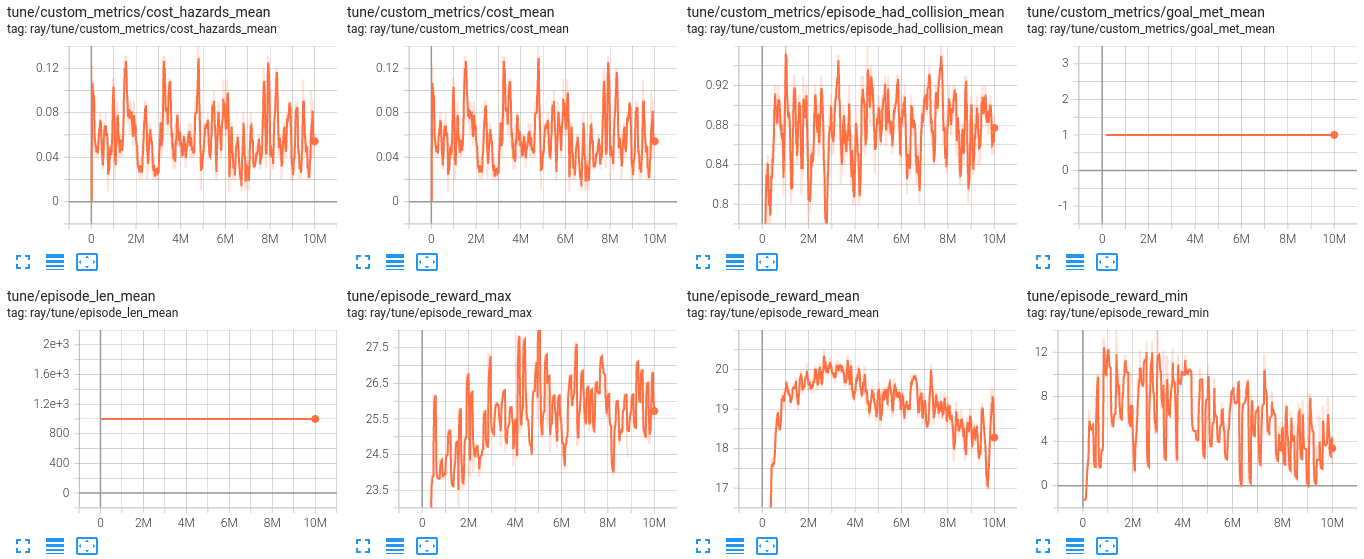 tune/custom_metrics/cost_hazards_mean
tag: ray/tune/custom_metrics/cost_hazards_mean
0.12
0.08
0.04
0
0 2M 4M 6M 8M 10M
tune/custom_metrics/cost_mean
tag: ray/tune/custom_metrics/cost_mean
0.12
0.08
0.04
0
0 2M 4M 6M 8M 10M
tune/custom_metrics/episode_had_collision_mean
tag: ray/tune/custom_metrics/episode_had_collision_mean
0.92
0.88
0.84
0.8
0 2M 4M 6M 8M 10M
tune/custom_metrics/goal_met_mean
tag: ray/tune/custom_metrics/goal_met_mean
3
2
1
0
-1
0 2M 4M 6M 8M 10M
tune/episode_len_mean
tag: ray/tune/episode_len_mean
2e+3
1.6e+3
1.2e+3
800
400
0
0 2M 4M 6M 8M 10M
tune/episode_reward_max
tag: ray/tune/episode_reward_max
27.5
26.5
25.5
24.5
23.5
0 2M 4M 6M 8M 10M
tune/episode_reward_mean
tag: ray/tune/episode_reward_mean
20
19
18
17
0 2M 4M 6M 8M 10M
tune/episode_reward_min
tag: ray/tune/episode_reward_min
12
8
4
0
0 2M 4M 6M 8M 10M